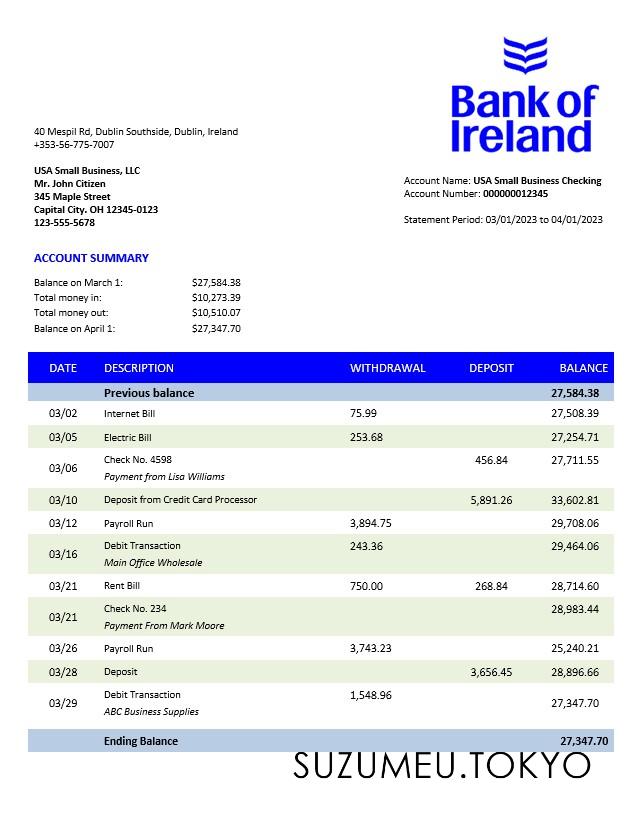 Bank of
Ireland
40 Mespil Rd, Dublin Southside, Dublin, Ireland
+353-56-775-7007
USA Small Business, LLC
Mr. John Citizen
345 Maple Street
Capital City. OH 12345-0123
123-555-5678
Account Name: USA Small Business Checking
Account Number: 000000012345
Statement Period: 03/01/2023 to 04/01/2023
ACCOUNT SUMMARY
Balance on March 1: $27,584.38
Total money in: $10,273.39
Total money out: $10,510.07
Balance on April 1: $27,347.70
DATE DESCRIPTION WITHDRAWAL DEPOSIT BALANCE
Previous balance 27,584.38
03/02 Internet Bill 75.99 27,508.39
03/05 Electric Bill 253.68 27,254.71
03/06 Check No. 4598 456.84 27,711.55
Payment from Lisa Williams
03/10 Deposit from Credit Card Processor 5,891.26 33,602.81
03/12 Payroll Run 3,894.75 29,708.06
03/16 Debit Transaction 243.36 29,464.06
Main Office Wholesale
03/21 Rent Bill 750.00 268.84 28,714.60
03/21 Check No. 234 28,983.44
Payment From Mark Moore
03/26 Payroll Run 3,743.23 25,240.21
03/28 Deposit 3,656.45 28,896.66
03/29 Debit Transaction 1,548.96 27,347.70
ABC Business Supplies
Ending Balance 27,347.70
SUZUMEU.TOKYO